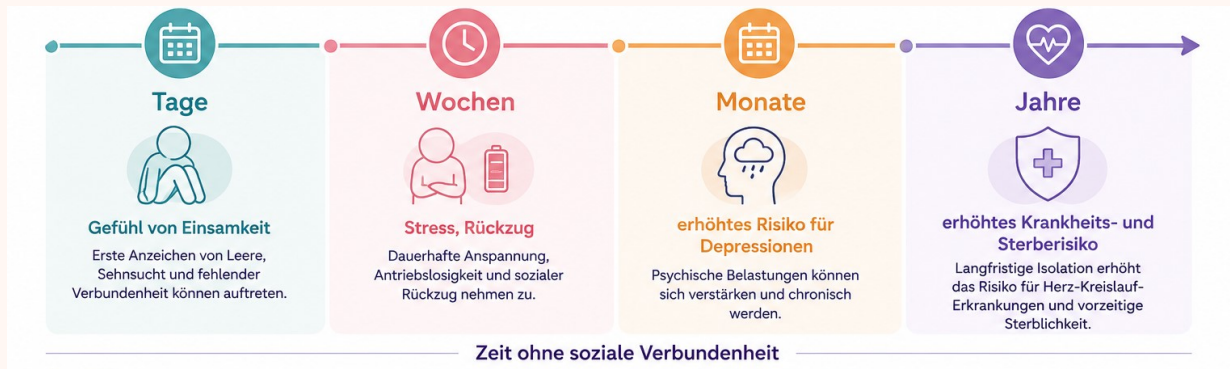 Tage
Gefühl von Einsamkeit
Erste Anzeichen von Leere,
Sehnsucht und fehlender
Verbundenheit können auftreten.
Wochen
Stress, Rückzug
Dauerhafte Anspannung,
Antriebslosigkeit und sozialer
Rückzug nehmen zu.
Monate
erhöhtes Risiko für
Depressionen
Psychische Belastungen können
sich verstärken und chronisch
werden.
Jahre
erhöhtes Krankheits- und
Sterberisiko
Langfristige Isolation erhöht
das Risiko für Herz-Kreislauf-
Erkrankungen und vorzeitige
Sterblichkeit.
Zeit ohne soziale Verbundenheit